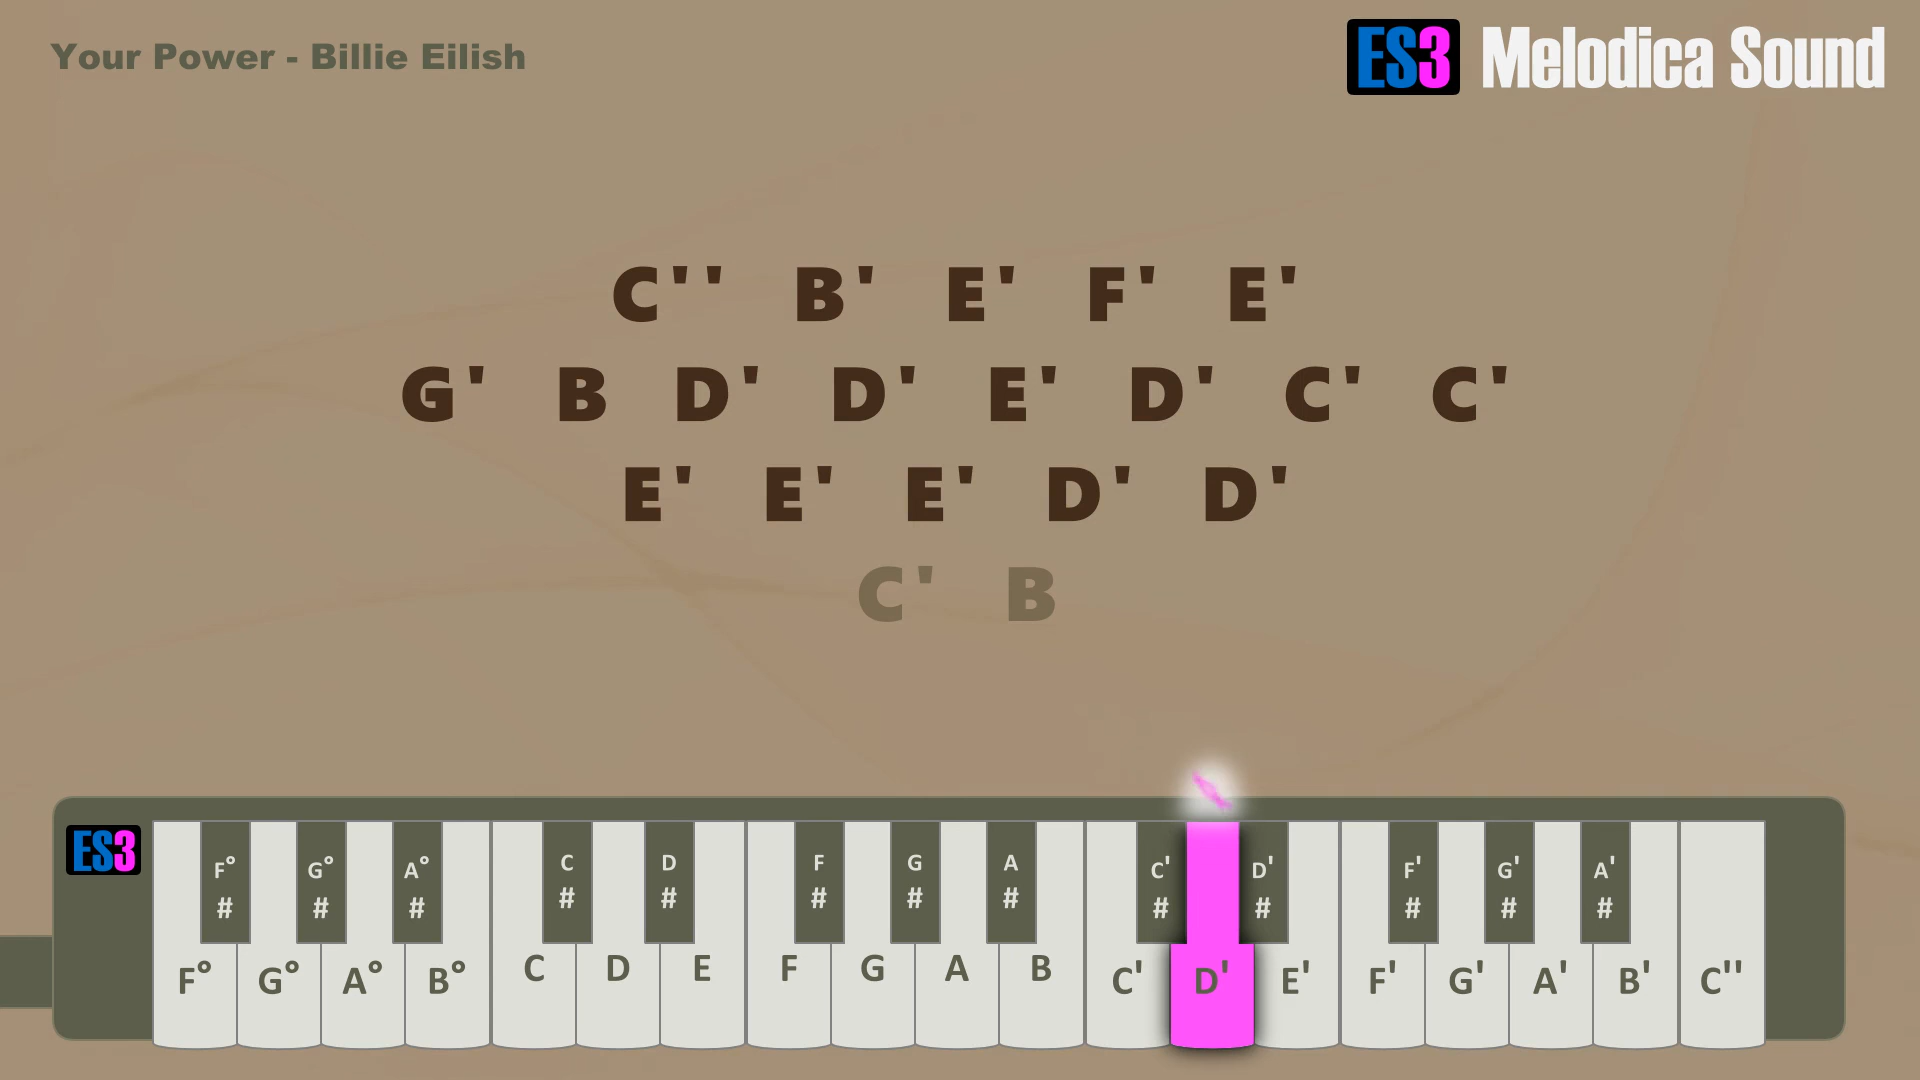 Your Power - Billie Eilish
ES3 Melodica Sound
C'' B' E' F' E'
G' B D' D' E' D' C' C'
E' E' E' D' D'
C' B
ES3
F° # G° # A° # C # D # F # G # A # C' # D' # F' # G' # A' #
F° G° A° B° C D E F G A B C' D' E' F' G' A' B' C''